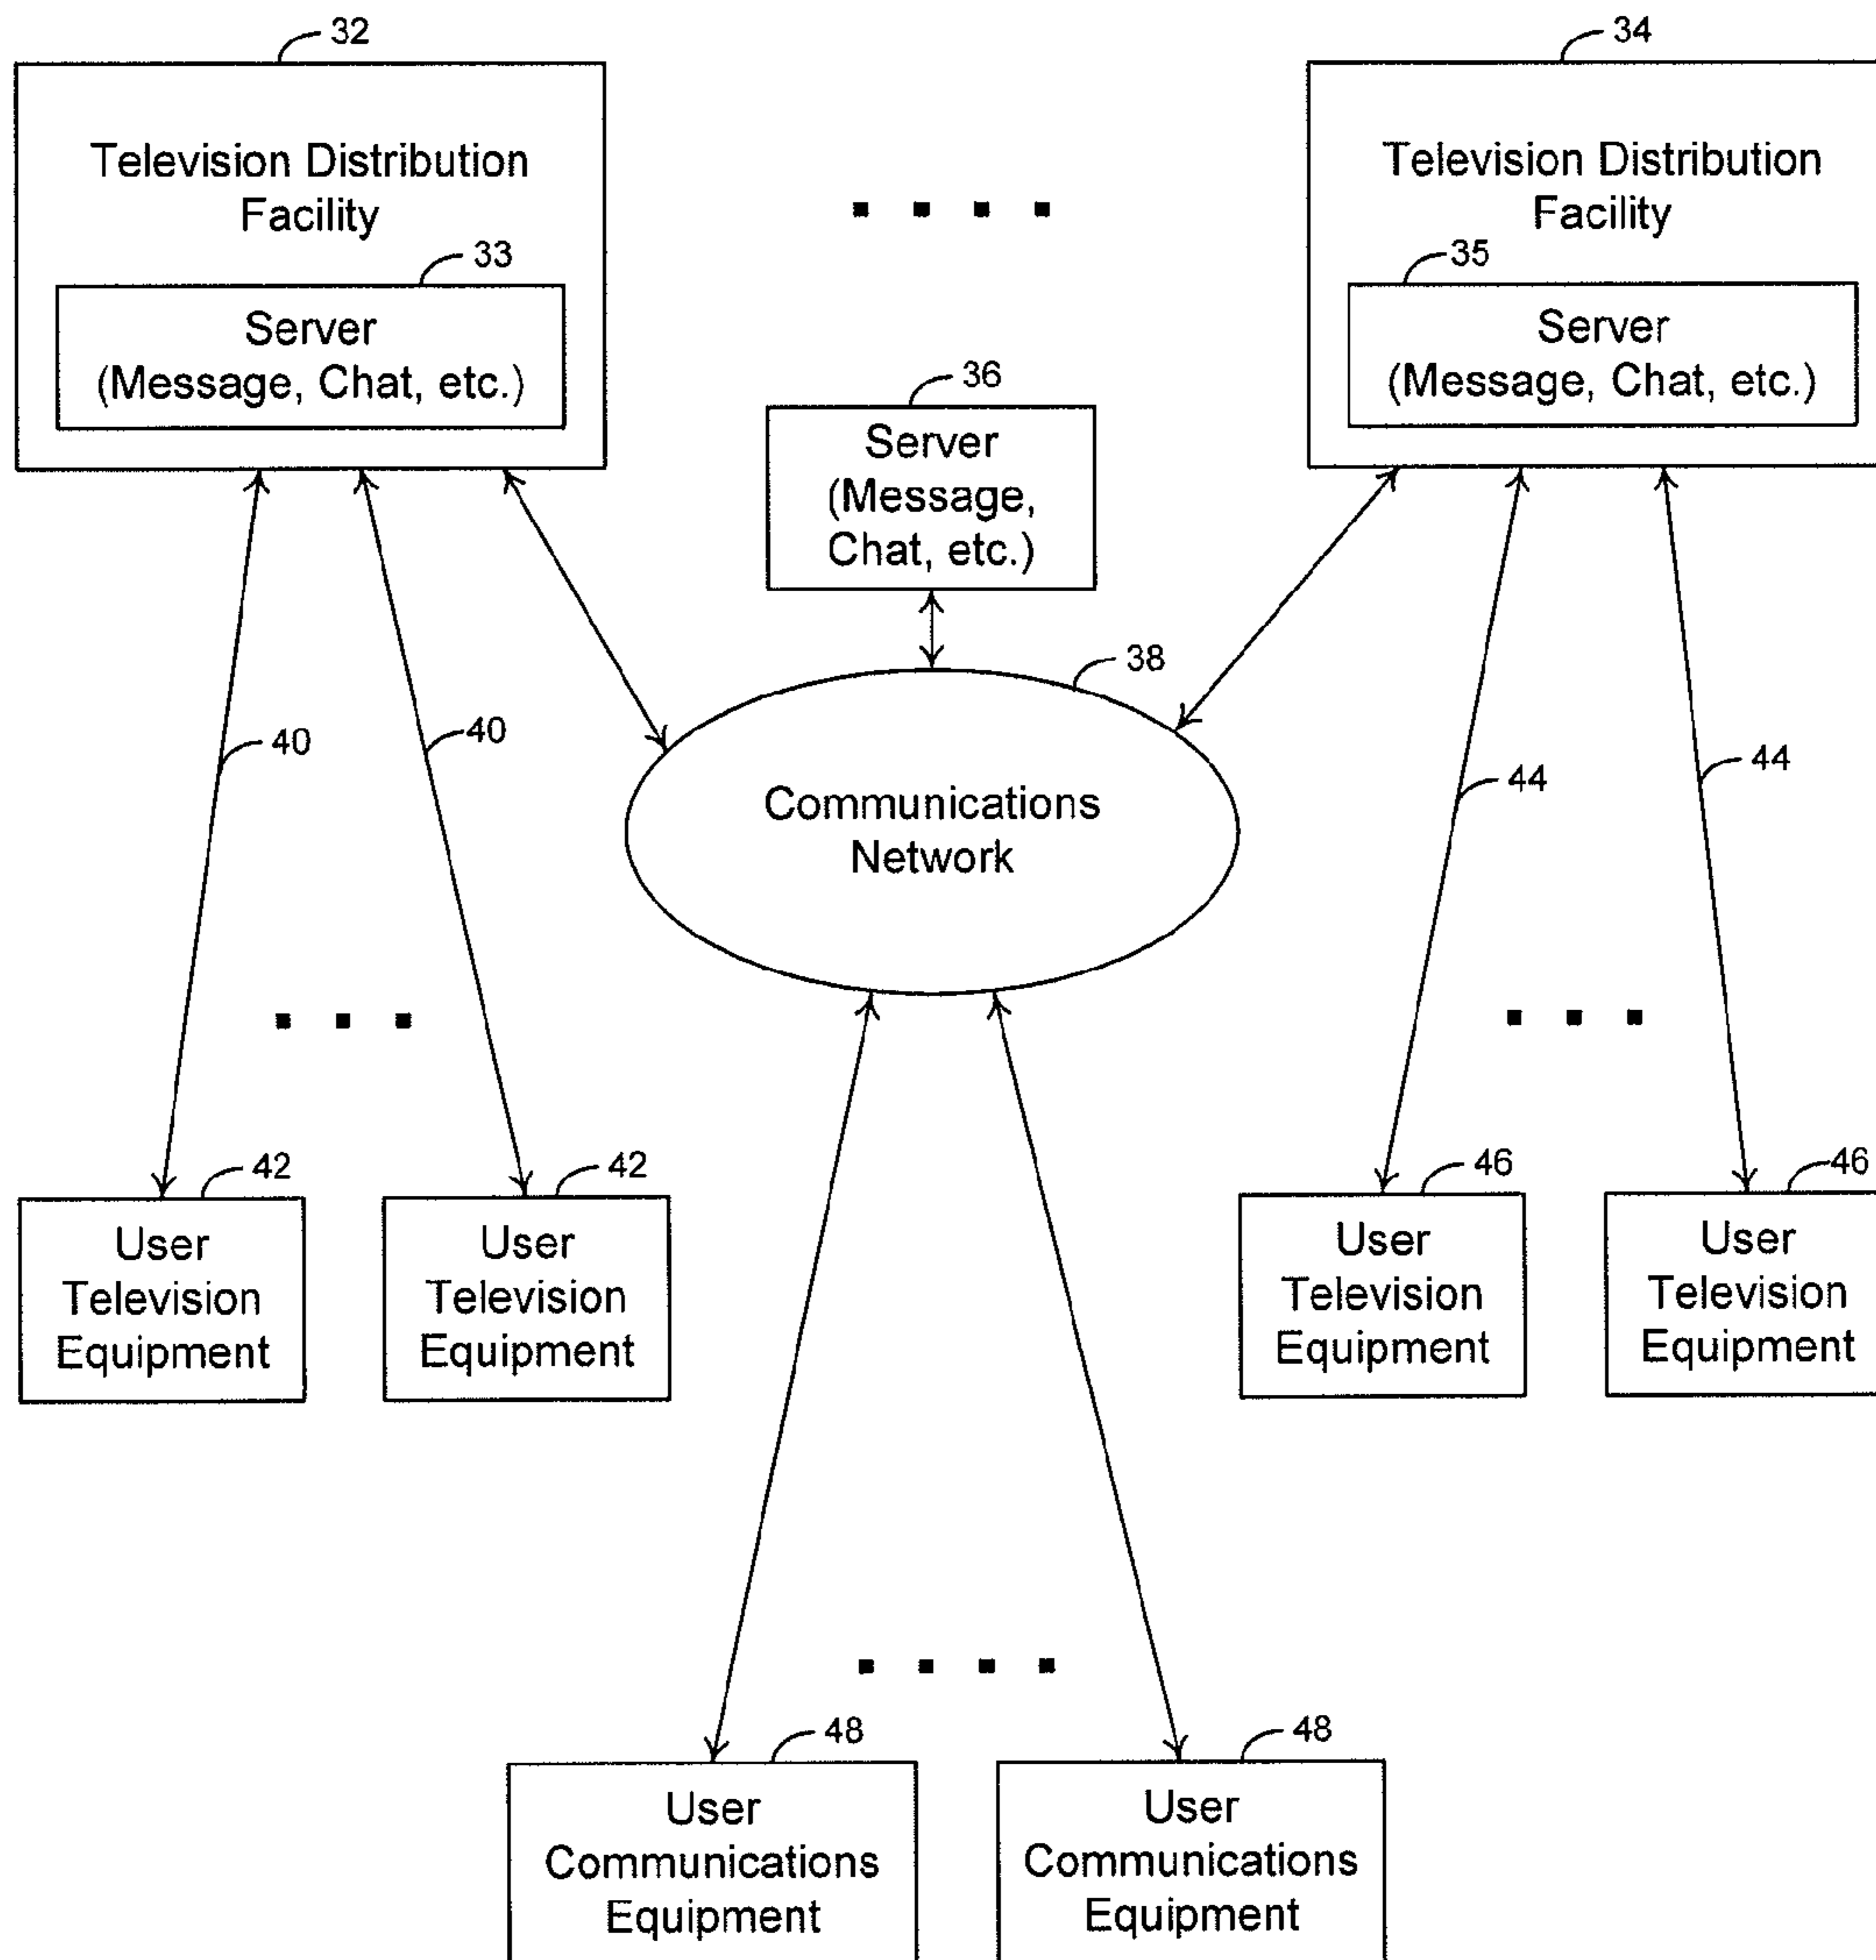 32
34
Television Distribution
Facility
Television Distribution
Facility
33
35
Server
(Message, Chat, etc.)
Server
(Message, Chat, etc.)
36
Server
(Message,
Chat, etc.)
38
40
40
44
44
Communications
Network
42
42
46
46
User
Television
Equipment
User
Television
Equipment
User
Television
Equipment
User
Television
Equipment
48
48
User
Communications
Equipment
User
Communications
Equipment